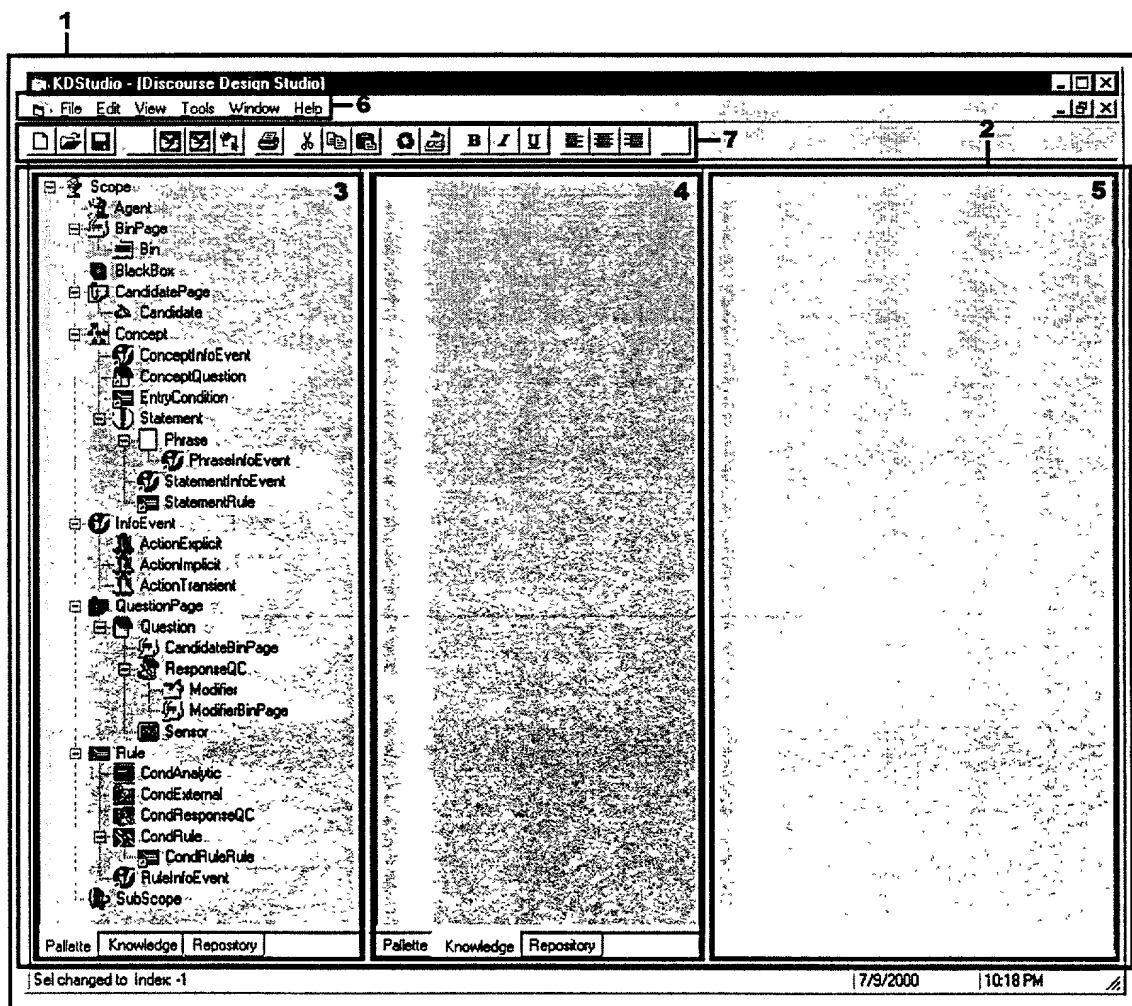 1
KDStudio - [Discourse Design Studio]
File Edit View Tools Window Help
6
2
B I U
7
Scope
3
4
5
Agent
BinPage
Bin
BlackBox
CandidatePage
Candidate
Concept
ConceptInfoEvent
ConceptQuestion
EntryCondition
Statement
Phrase
PhraseInfoEvent
StatementInfoEvent
StatementRule
InfoEvent
ActionExplicit
ActionImplicit
ActionTransient
QuestionPage
Question
CandidateBinPage
ResponseQC
Modifier
ModifierBinPage
Sensor
Rule
CondAnalytic
CondExternal
CondResponseQC
CondRule
CondRuleRule
RuleInfoEvent
SubScope
Pallette Knowledge Repository
Pallette Knowledge Repository
Sel changed to Index: -1
7/9/2000
10:18 PM